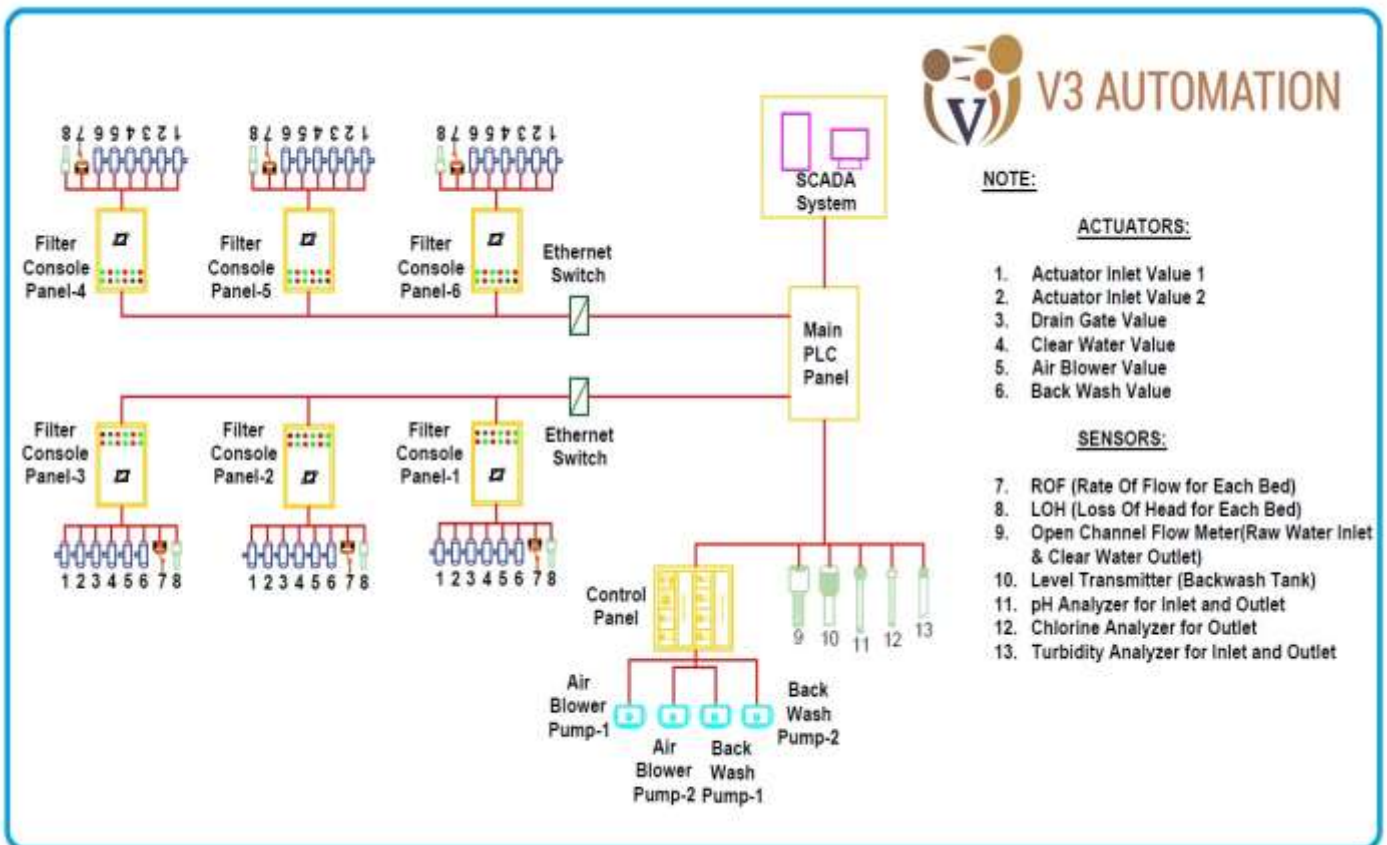 V
V3 AUTOMATION
8 7 6 5 4 3 2 1
8 7 6 5 4 3 2 1
8 7 6 5 4 3 2 1
Filter
Console
Panel-4
Filter
Console
Panel-5
Filter
Console
Panel-6
Ethernet
Switch
SCADA
System
Main
PLC
Panel
Filter
Console
Panel-3
Filter
Console
Panel-2
Filter
Console
Panel-1
Ethernet
Switch
1 2 3 4 5 6 7 8
1 2 3 4 5 6 7 8
1 2 3 4 5 6 7 8
Control
Panel
9 10 11 12 13
Air
Blower
Pump-1
Air
Blower
Pump-2
Back
Wash
Pump-1
Back
Wash
Pump-2
NOTE:
ACTUATORS:
1. Actuator Inlet Value 1
2. Actuator Inlet Value 2
3. Drain Gate Value
4. Clear Water Value
5. Air Blower Value
6. Back Wash Value
SENSORS:
7. ROF (Rate Of Flow for Each Bed)
8. LOH (Loss Of Head for Each Bed)
9. Open Channel Flow Meter(Raw Water Inlet
& Clear Water Outlet)
10. Level Transmitter (Backwash Tank)
11. pH Analyzer for Inlet and Outlet
12. Chlorine Analyzer for Outlet
13. Turbidity Analyzer for Inlet and Outlet